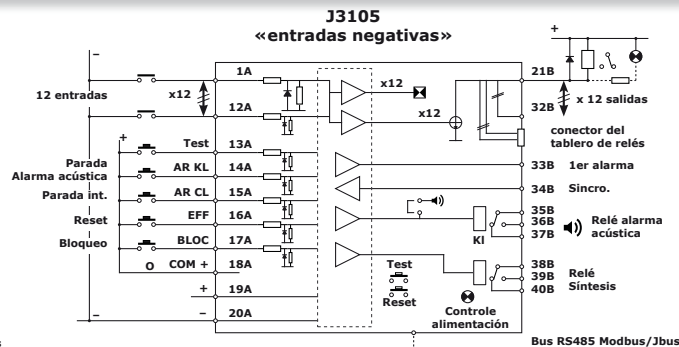 J3105
«entradas negativas»
–
+
1A
x12
21B
12 entradas
x12
x12
x 12 salidas
12A
32B
+
Test
13A
conector del
tablero de relés
Parada
Alarma acústica
AR KL
14A
33B
1er alarma
Parada int.
AR CL
15A
34B
Sincro.
Reset
EFF
16A
35B
36B
37B
Relé alarma
acústica
KI
Bloqueo
BLOC
17A
O
COM +
18A
Test
38B
39B
40B
Relé
Síntesis
+
19A
Reset
–
–
20A
Controle
alimentación
Bus RS485 Modbus/Jbus
s